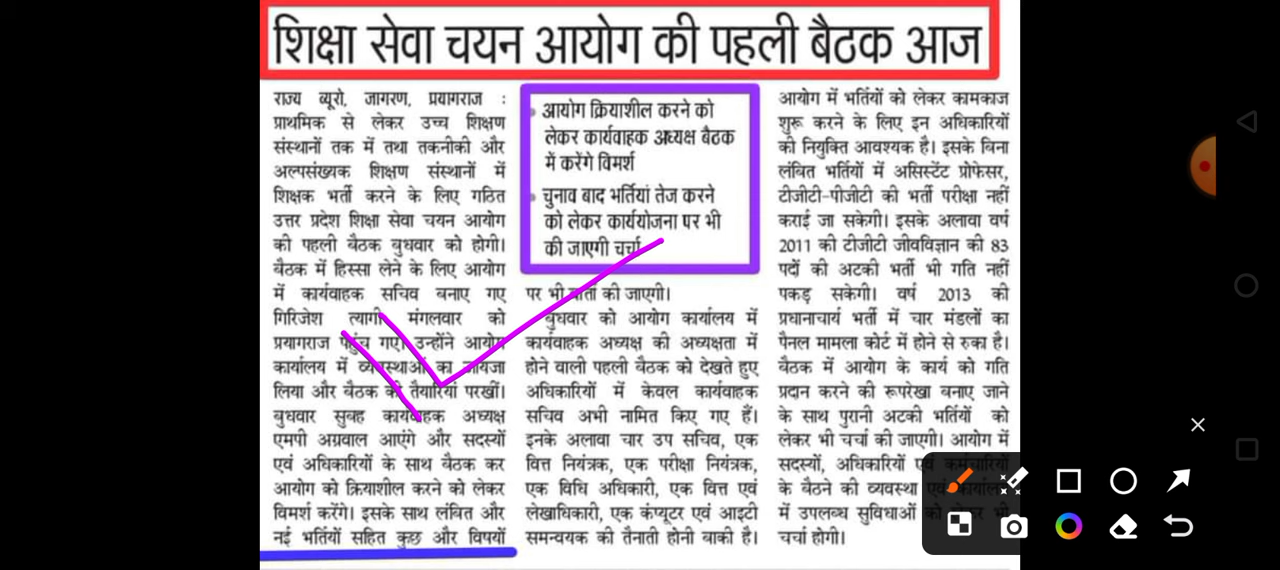 शिक्षा सेवा चयन आयोग की पहली बैठक आज
राज्य ब्यूरो, जागरण, प्रयागराज :
प्राथमिक से लेकर उच्च शिक्षण
संस्थानों तक में तथा तकनीकी और
अल्पसंख्यक शिक्षण संस्थानों में
शिक्षक भर्ती करने के लिए गठित
उत्तर प्रदेश शिक्षा सेवा चयन आयोग
की पहली बैठक बुधवार को होगी।
बैठक में हिस्सा लेने के लिए आयोग
में कार्यवाहक सचिव बनाए गए
गिरिजेश त्यागी मंगलवार को
प्रयागराज पहुंच गए। उन्होंने आयोग
कार्यालय में व्यवस्थाओं का जायजा
लिया और बैठक की तैयारियां परखीं।
बुधवार सुबह कार्यवाहक अध्यक्ष
एमपी अग्रवाल आएंगे और सदस्यों
एवं अधिकारियों के साथ बैठक कर
आयोग को क्रियाशील करने को लेकर
विमर्श करेंगे। इसके साथ लंबित और
नई भर्तियों सहित कुछ और विषयों
आयोग क्रियाशील करने को
लेकर कार्यवाहक अध्यक्ष बैठक
में करेंगे विमर्श
चुनाव बाद भर्तियां तेज करने
को लेकर कार्ययोजना पर भी
की जाएगी चर्चा
पर भी वार्ता की जाएगी।
बुधवार को आयोग कार्यालय में
कार्यवाहक अध्यक्ष की अध्यक्षता में
होने वाली पहली बैठक को देखते हुए
अधिकारियों में केवल कार्यवाहक
सचिव अभी नामित किए गए हैं।
इनके अलावा चार उप सचिव, एक
वित्त नियंत्रक, एक परीक्षा नियंत्रक,
एक विधि अधिकारी, एक वित्त एवं
लेखाधिकारी, एक कंप्यूटर एवं आइटी
समन्वयक की तैनाती होनी बाकी है।
आयोग में भर्तियों को लेकर कामकाज
शुरू करने के लिए इन अधिकारियों
की नियुक्ति आवश्यक है। इसके बिना
लंबित भर्तियों में असिस्टेंट प्रोफेसर,
टीजीटी-पीजीटी की भर्ती परीक्षा नहीं
कराई जा सकेगी। इसके अलावा वर्ष
2011 की टीजीटी जीवविज्ञान की 83
पदों की अटकी भर्ती भी गति नहीं
पकड़ सकेगी। वर्ष 2013 की
प्रधानाचार्य भर्ती में चार मंडलों का
पैनल मामला कोर्ट में होने से रुका है।
बैठक में आयोग के कार्य को गति
प्रदान करने की रूपरेखा बनाए जाने
के साथ पुरानी अटकी भर्तियों को
लेकर भी चर्चा की जाएगी। आयोग में
सदस्यों, अधिकारियों एवं कर्मचारियों
के बैठने की व्यवस्था एवं कार्यालय
में उपलब्ध सुविधाओं को लेकर भी
चर्चा होगी।